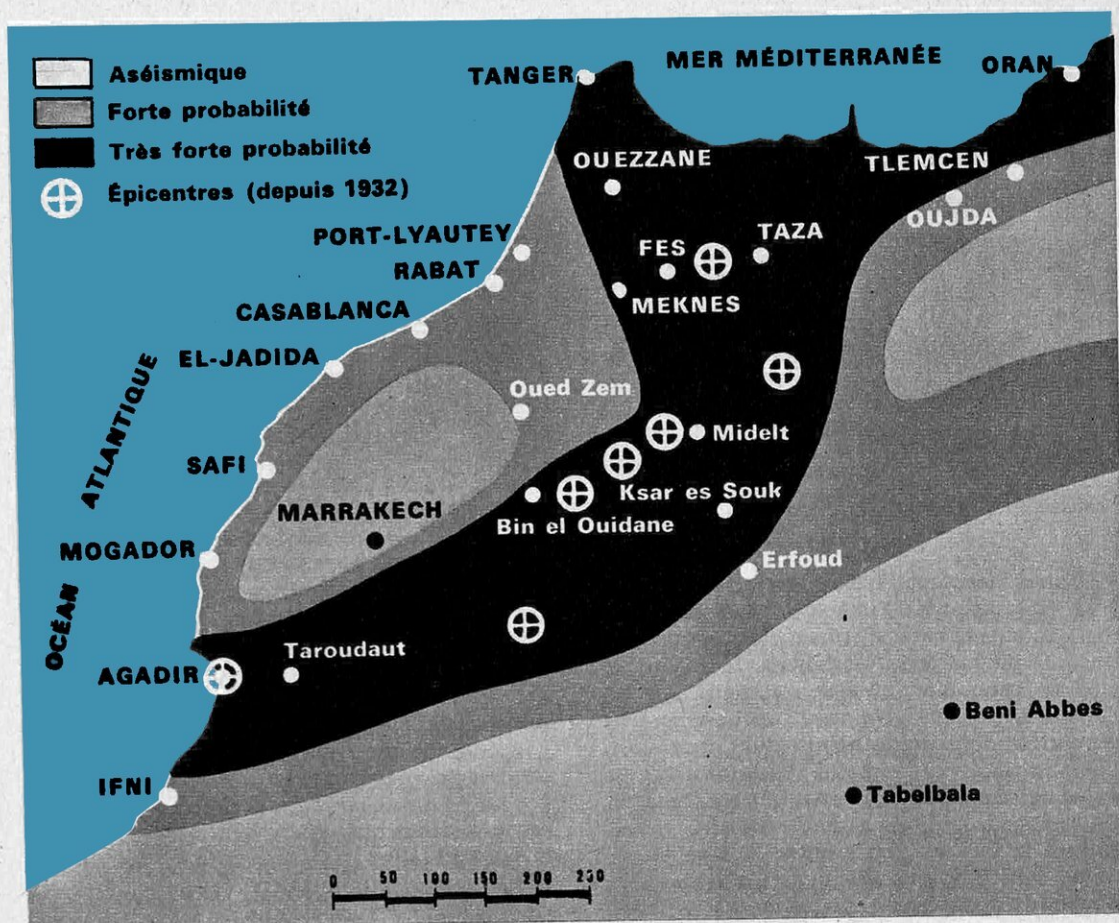 Aséismique
Forte probabilité
Très forte probabilité
Épicentres (depuis 1932)
MER MÉDITERRANÉE
TANGER
ORAN
OUEZZANE
TLEMCEN
OUJDA
PORT-LYAUTEY
FES
TAZA
RABAT
MEKNES
CASABLANCA
EL-JADIDA
Oued Zem
OCÉAN ATLANTIQUE
Midelt
SAFI
Ksar es Souk
MARRAKECH
Bin el Ouidane
MOGADOR
Erfoud
Taroudaut
AGADIR
Beni Abbes
IFNI
Tabelbala
0 50 100 150 200 250